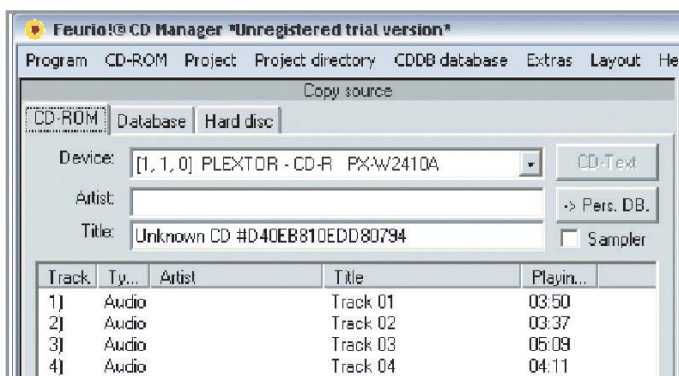 Feurio!® CD Manager *Unregistered trial version*
Program CD-ROM Project Project directory CDDB database Extras Layout He
Copy source
CD-ROM Database Hard disc
Device: [1, 1, 0] PLEXTOR - CD-R PX-W2410A CD-Text
Artist: -> Pers. DB.
Title: Unknown CD #D40EB810EDD80794 Sampler
Track. Ty... Artist Title Playin...
1) Audio Track 01 03:50
2) Audio Track 02 03:37
3) Audio Track 03 05:09
4) Audio Track 04 04:11